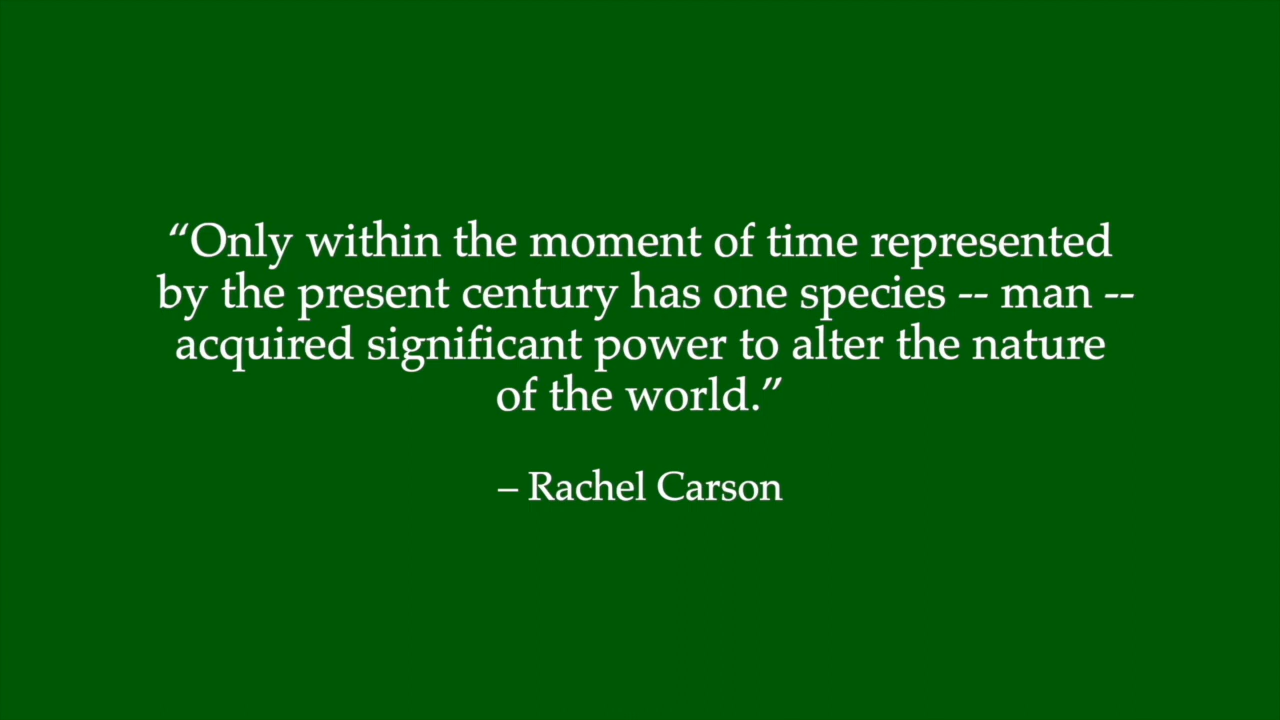 “Only within the moment of time represented
by the present century has one species -- man --
acquired significant power to alter the nature
of the world.”
– Rachel Carson